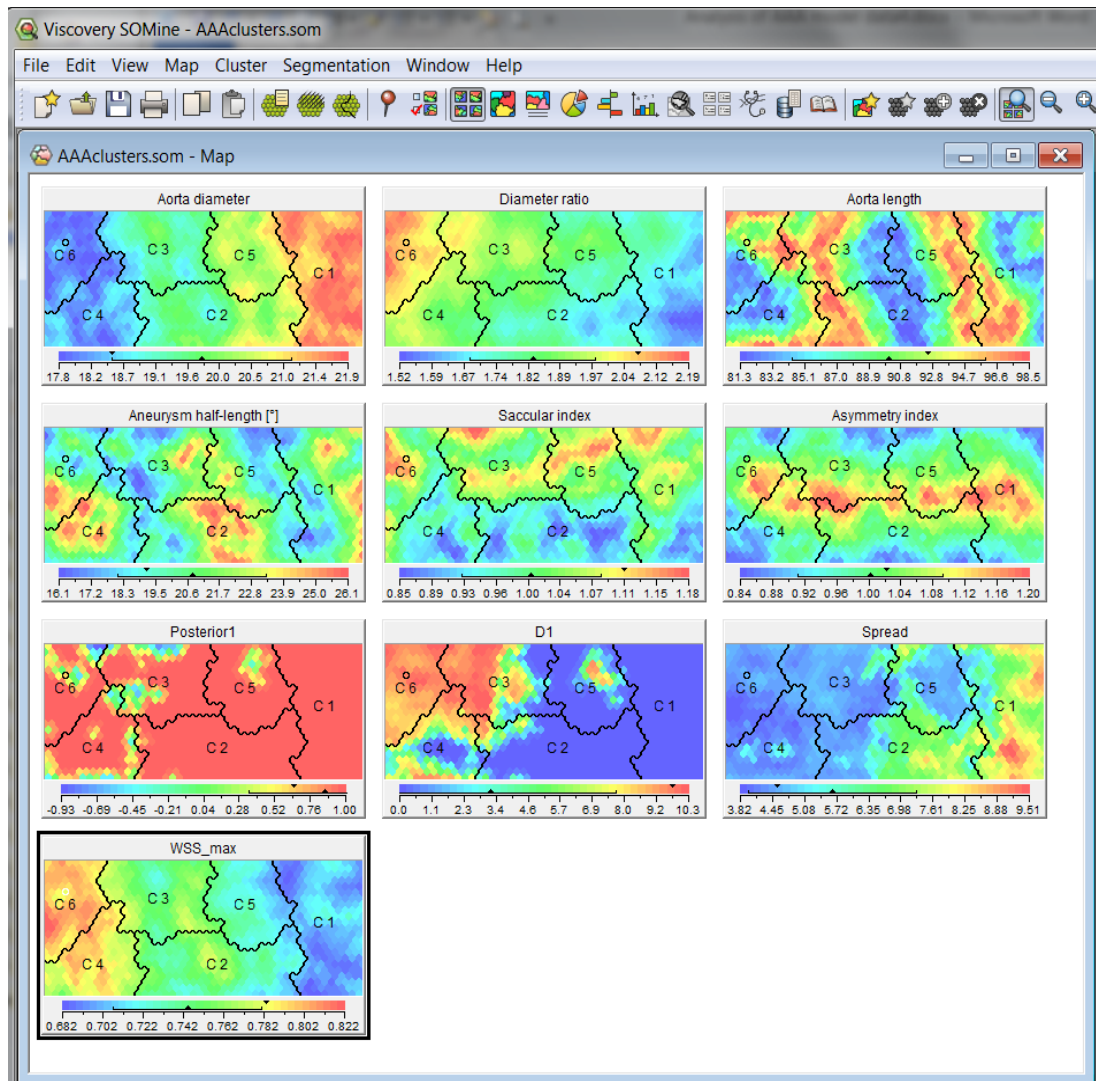 Viscovery SOMine - AAAclusters.som
File Edit View Map Cluster Segmentation Window Help
AAAclusters.som - Map
Aorta diameter
C 6 C 3 C 5 C 1
C 4 C 2
17.8 18.2 18.7 19.1 19.6 20.0 20.5 21.0 21.4 21.9
Diameter ratio
C 6 C 3 C 5 C 1
C 4 C 2
1.52 1.59 1.67 1.74 1.82 1.89 1.97 2.04 2.12 2.19
Aorta length
C 6 C 3 C 5 C 1
C 4 C 2
81.3 83.2 85.1 87.0 88.9 90.8 92.8 94.7 96.6 98.5
Aneurysm half-length [°]
C 6 C 3 C 5 C 1
C 4 C 2
16.1 17.2 18.3 19.5 20.6 21.7 22.8 23.9 25.0 26.1
Saccular index
C 6 C 3 C 5 C 1
C 4 C 2
0.85 0.89 0.93 0.96 1.00 1.04 1.07 1.11 1.15 1.18
Asymmetry index
C 6 C 3 C 5 C 1
C 4 C 2
0.84 0.88 0.92 0.96 1.00 1.04 1.08 1.12 1.16 1.20
Posterior1
C 6 C 3 C 5 C 1
C 4 C 2
-0.93 -0.69 -0.45 -0.21 0.04 0.28 0.52 0.76 1.00
D1
C 6 C 3 C 5 C 1
C 4 C 2
0.0 1.1 2.3 3.4 4.6 5.7 6.9 8.0 9.2 10.3
Spread
C 6 C 3 C 5 C 1
C 4 C 2
3.82 4.45 5.08 5.72 6.35 6.98 7.61 8.25 8.88 9.51
WSS_max
C 6 C 3 C 5 C 1
C 4 C 2
0.682 0.702 0.722 0.742 0.762 0.782 0.802 0.822